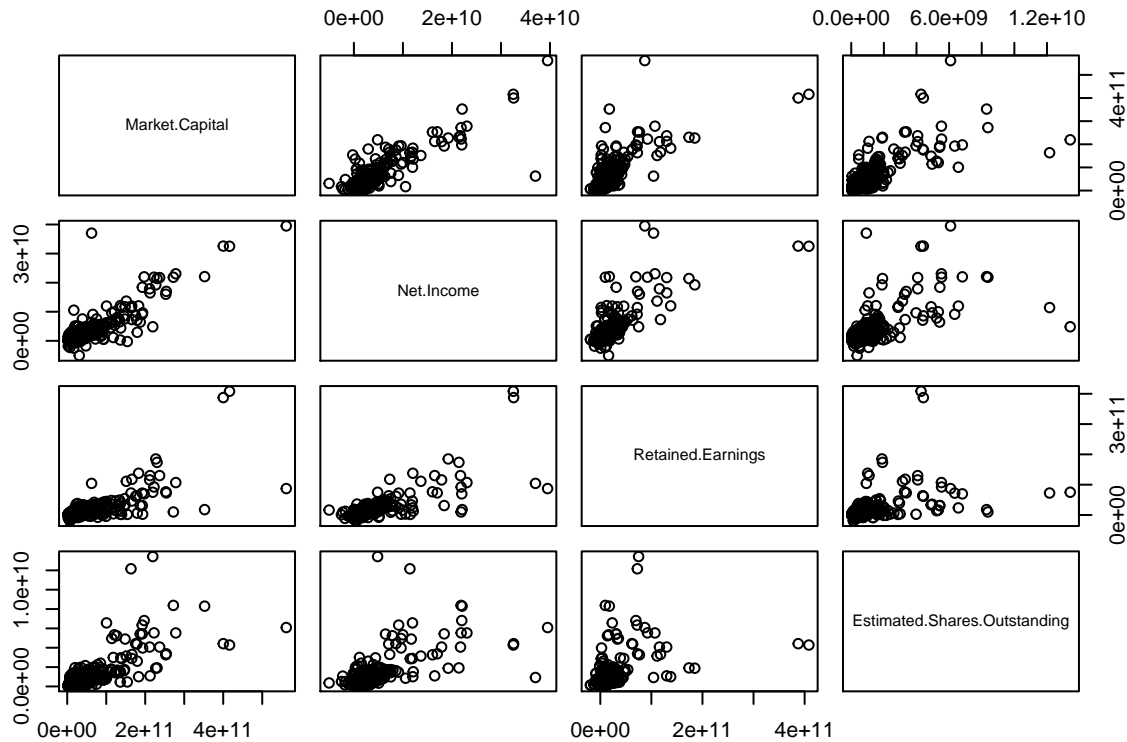 0e+00 2e+10 4e+10 0.0e+00 6.0e+09 1.2e+10
Market.Capital
0e+00 4e+11
0e+00 3e+10
Net.Income
Retained.Earnings
0e+00 3e+11
0.0e+00 1.0e+10
Estimated.Shares.Outstanding
0e+00 2e+11 4e+11 0e+00 2e+11 4e+11